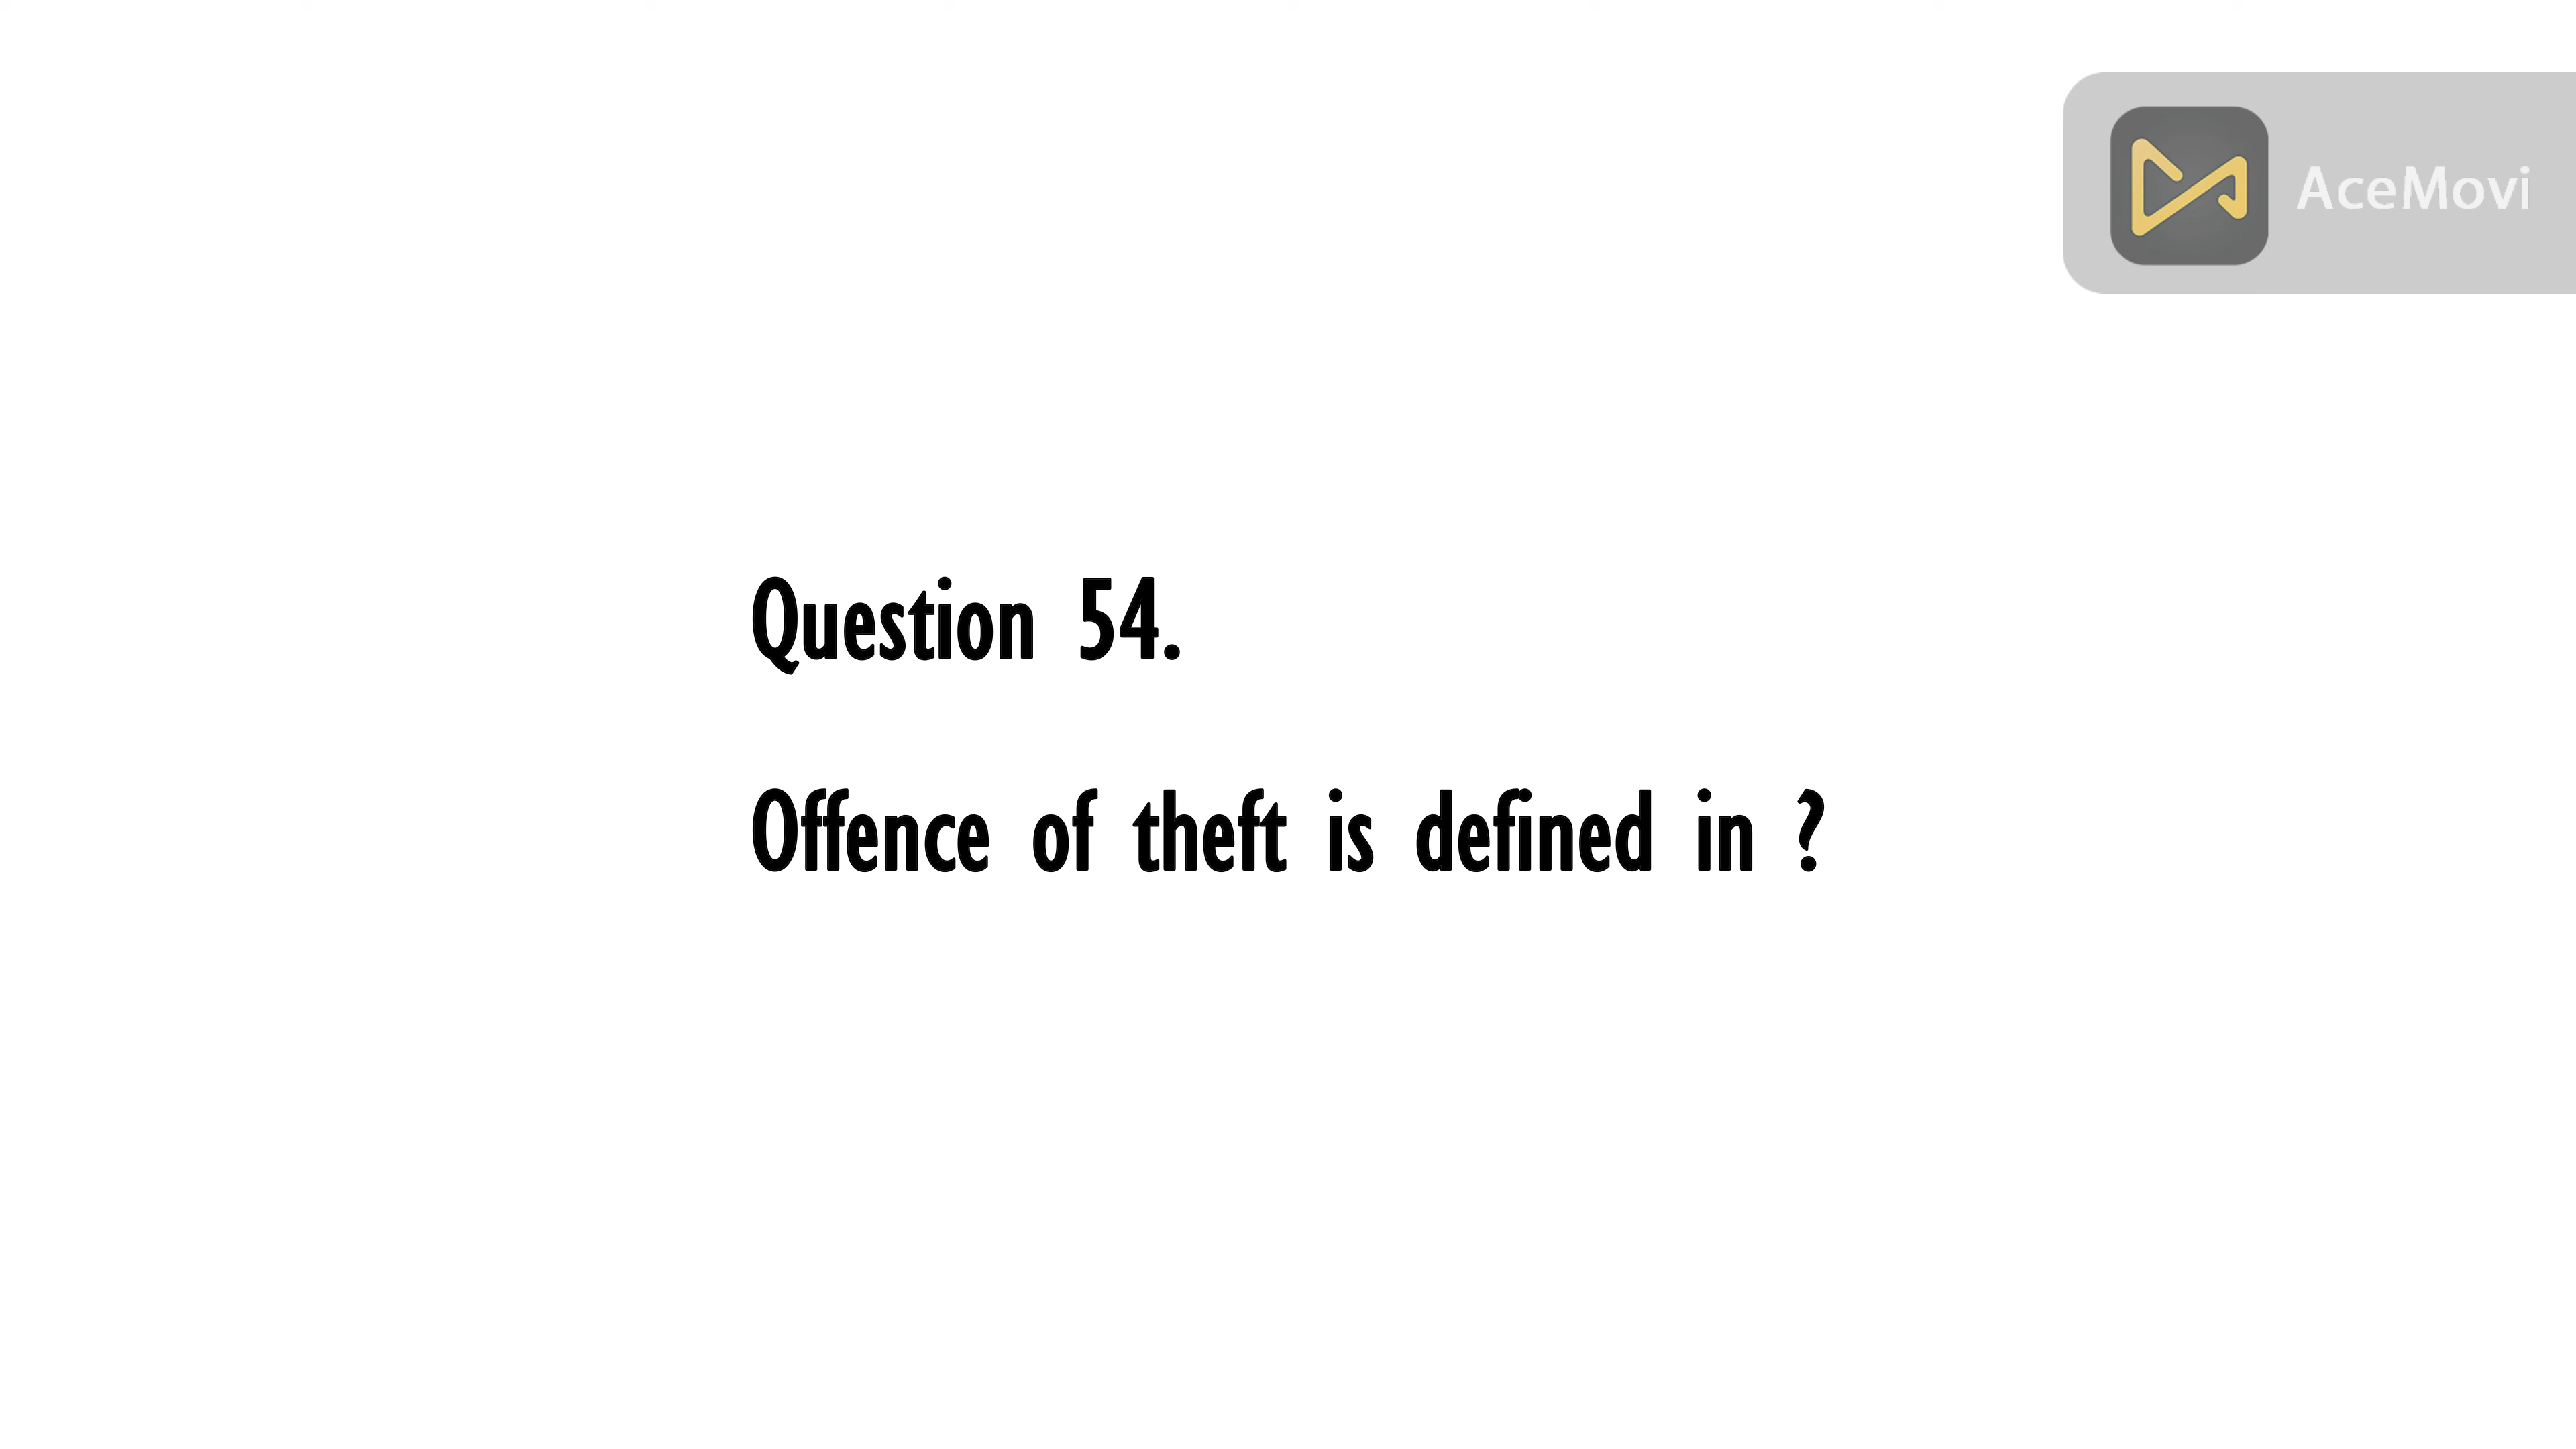 AceMovi
Question 54.
Offence of theft is defined in ?